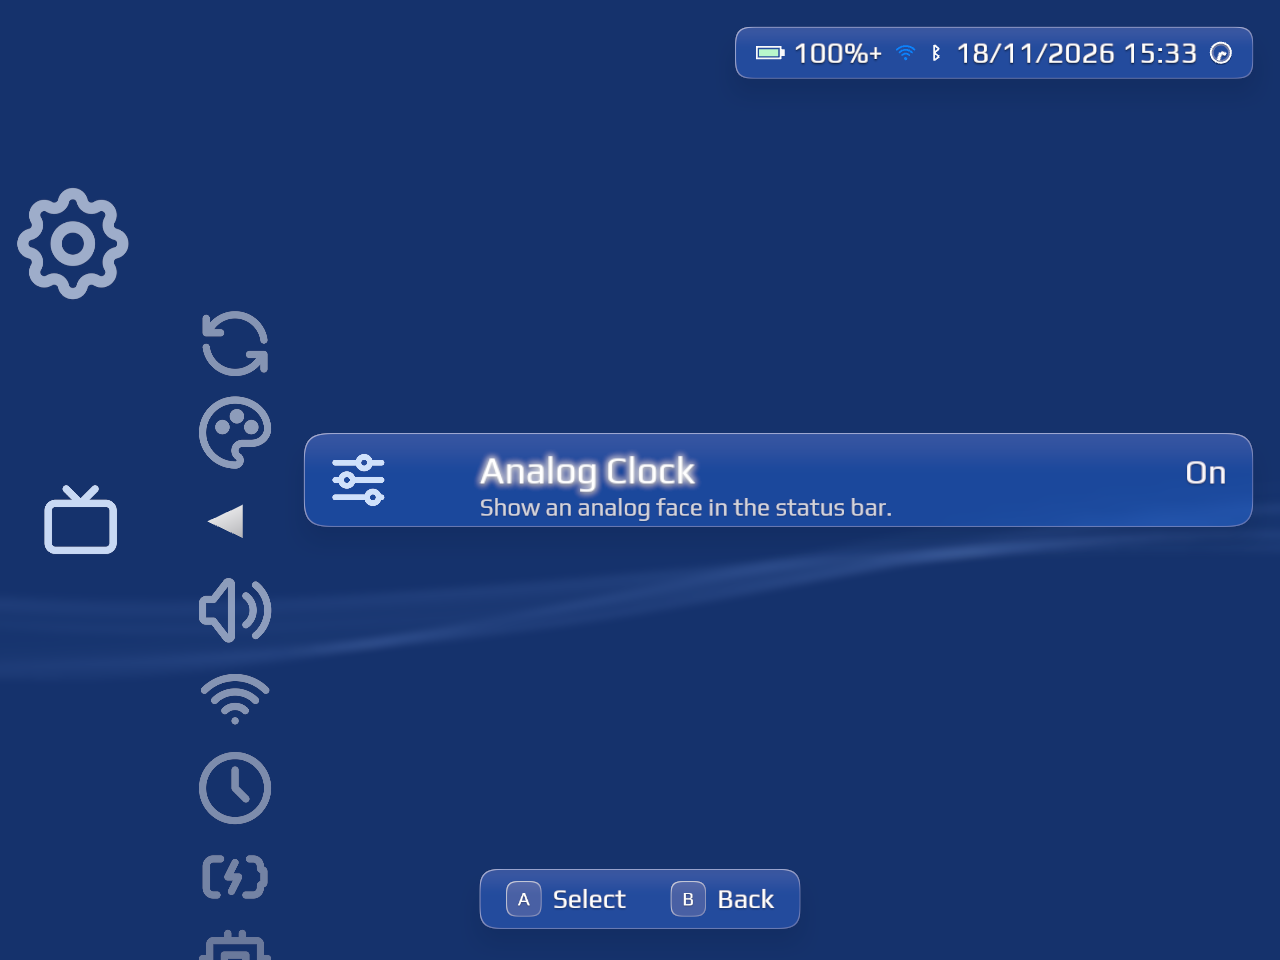 100%+ 18/11/2026 15:33
Analog Clock
On
Show an analog face in the status bar.
A Select B Back